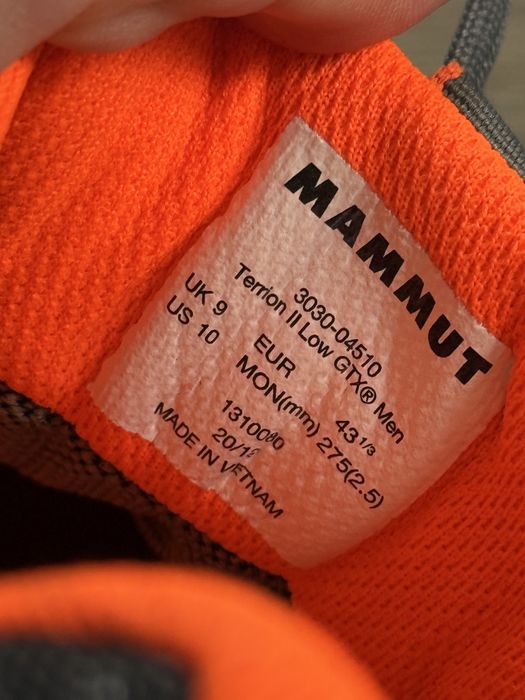 MAMMUT
3030-04510
Terrion II Low GTX® Men
UK 9 EUR 43 1/3
US 10 MON(mm) 275(2.5)
MADE IN VIETNAM